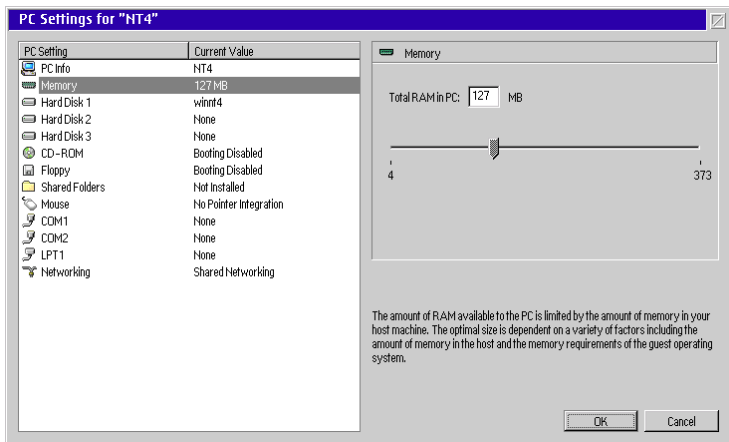 PC Settings for "NT4"
PC Setting Current Value
PC Info NT4
Memory 127 MB
Hard Disk 1 winnt4
Hard Disk 2 None
Hard Disk 3 None
CD-ROM Booting Disabled
Floppy Booting Disabled
Shared Folders Not Installed
Mouse No Pointer Integration
COM1 None
COM2 None
LPT1 None
Networking Shared Networking
Memory
Total RAM in PC: 127 MB
4 373
The amount of RAM available to the PC is limited by the amount of memory in your
host machine. The optimal size is dependent on a variety of factors including the
amount of memory in the host and the memory requirements of the guest operating
system.
OK Cancel